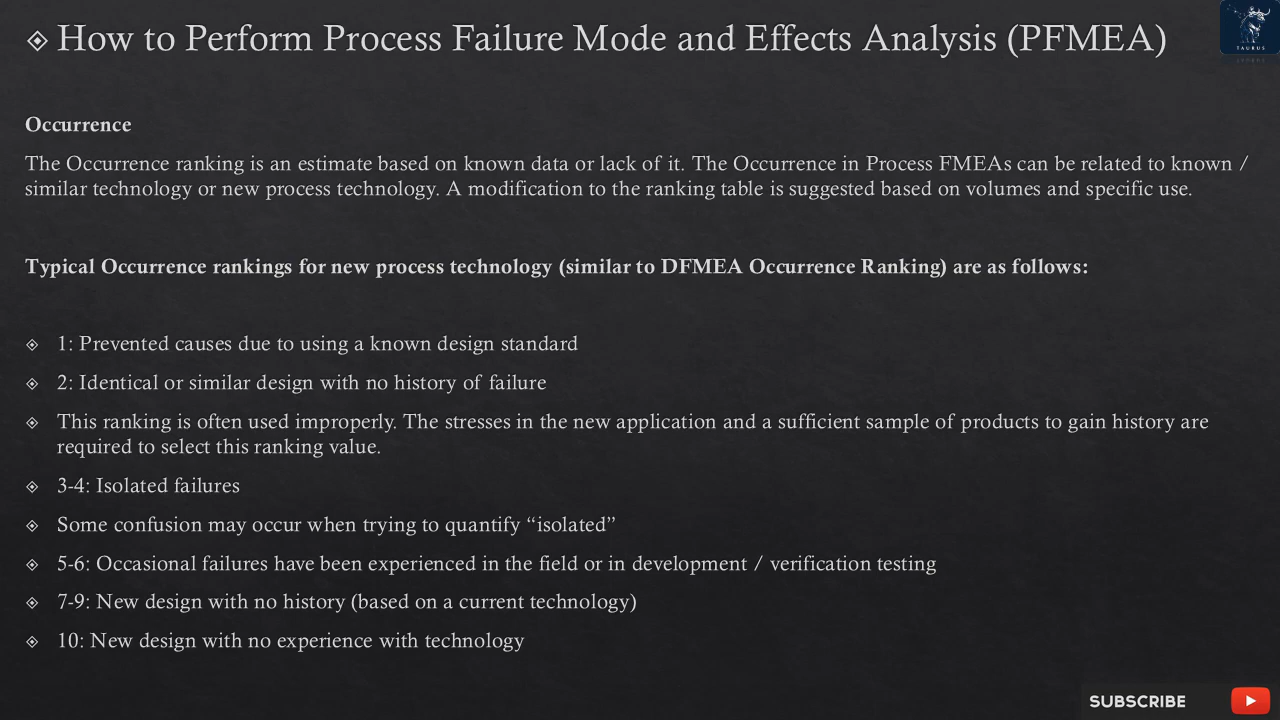 How to Perform Process Failure Mode and Effects Analysis (PFMEA)
TAURUS
Occurrence
The Occurrence ranking is an estimate based on known data or lack of it. The Occurrence in Process FMEAs can be related to known /
similar technology or new process technology. A modification to the ranking table is suggested based on volumes and specific use.
Typical Occurrence rankings for new process technology (similar to DFMEA Occurrence Ranking) are as follows:
1: Prevented causes due to using a known design standard
2: Identical or similar design with no history of failure
This ranking is often used improperly. The stresses in the new application and a sufficient sample of products to gain history are
required to select this ranking value.
3-4: Isolated failures
Some confusion may occur when trying to quantify “isolated”
5-6: Occasional failures have been experienced in the field or in development / verification testing
7-9: New design with no history (based on a current technology)
10: New design with no experience with technology
SUBSCRIBE